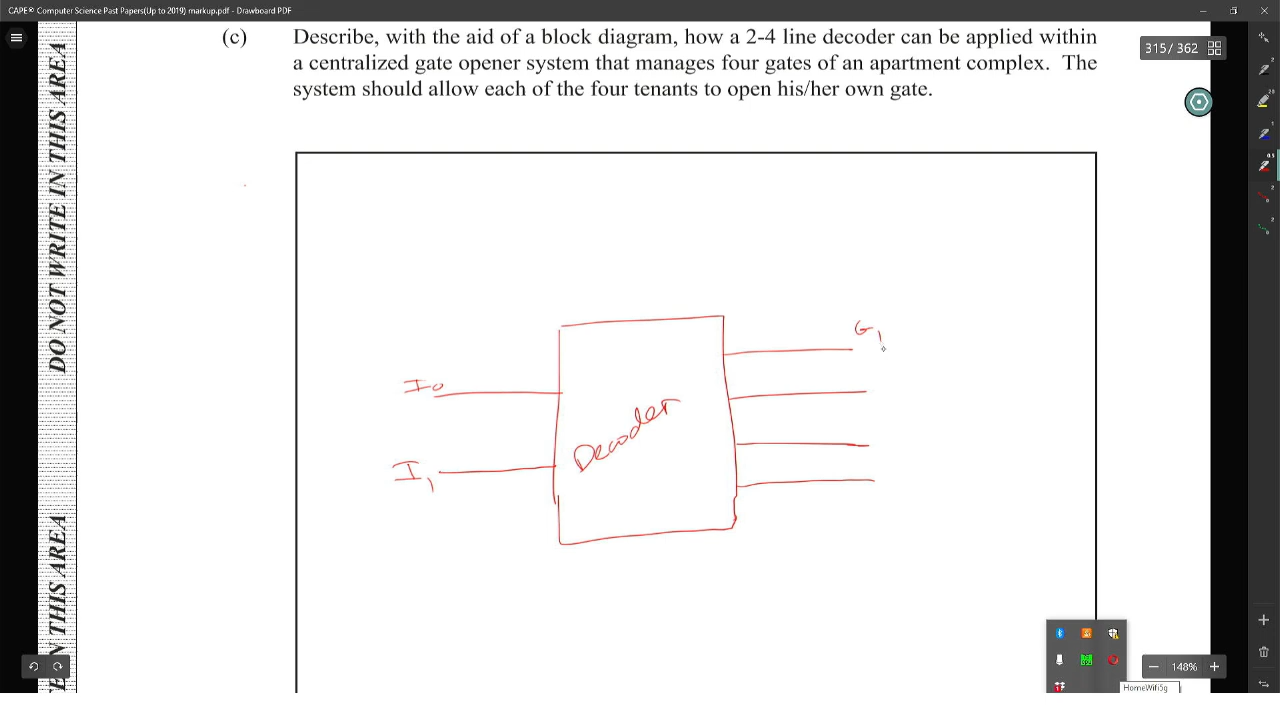 CAPE® Computer Science Past Papers(Up to 2019) markup.pdf - Drawboard PDF
(c) Describe, with the aid of a block diagram, how a 2-4 line decoder can be applied within
a centralized gate opener system that manages four gates of an apartment complex. The
system should allow each of the four tenants to open his/her own gate.
315 / 362
DO NOT WRITE IN THIS AREA
G1
I0
Decoder
I1
THIS AREA
148%
HomeWifi5g